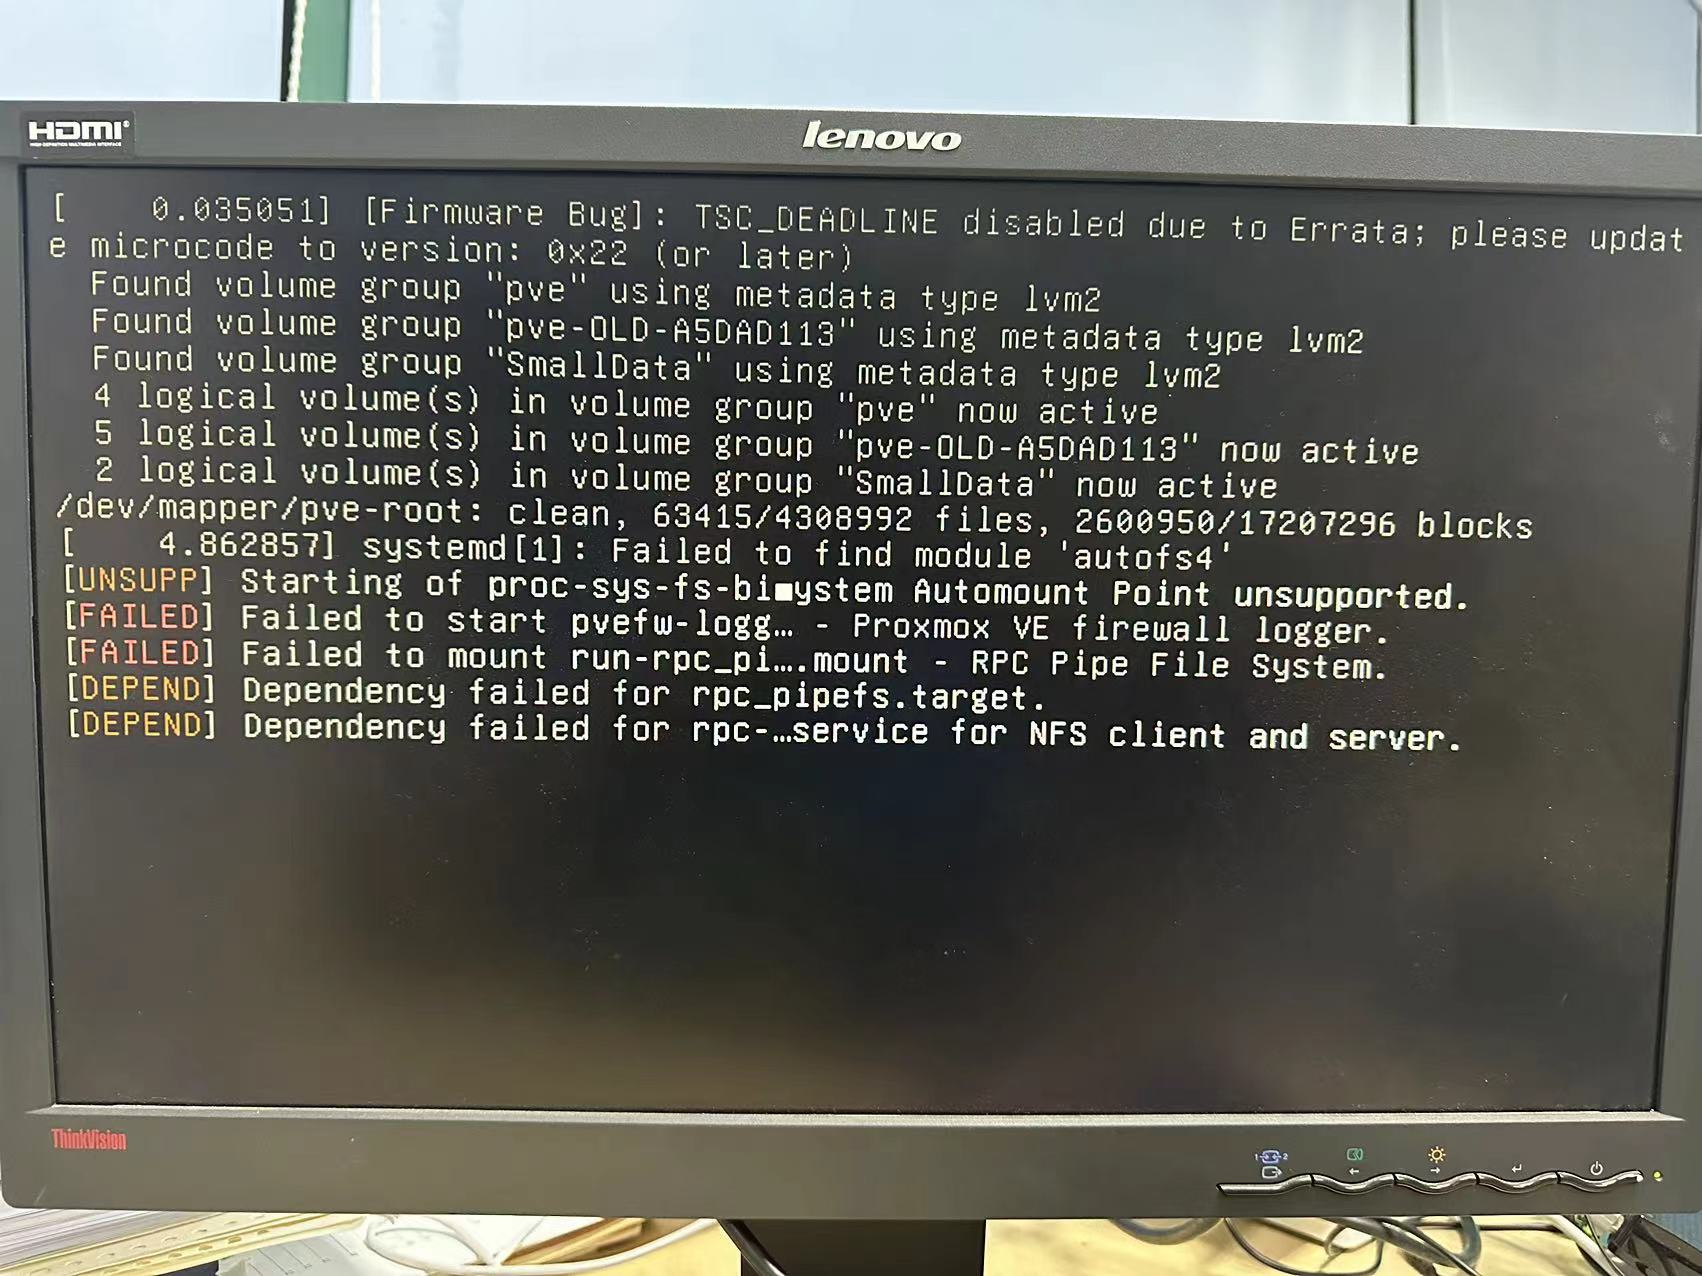 HDMI
HIGH-DEFINITION MULTIMEDIA INTERFACE
lenovo
[    0.035051] [Firmware Bug]: TSC_DEADLINE disabled due to Errata; please updat
e microcode to version: 0x22 (or later)
Found volume group "pve" using metadata type lvm2
Found volume group "pve-OLD-A5DAD113" using metadata type lvm2
Found volume group "SmallData" using metadata type lvm2
4 logical volume(s) in volume group "pve" now active
5 logical volume(s) in volume group "pve-OLD-A5DAD113" now active
2 logical volume(s) in volume group "SmallData" now active
/dev/mapper/pve-root: clean, 63415/4308992 files, 2600950/17207296 blocks
[    4.862857] systemd[1]: Failed to find module 'autofs4'
[UNSUPP] Starting of proc-sys-fs-bi■ystem Automount Point unsupported.
[FAILED] Failed to start pvefw-logg… - Proxmox VE firewall logger.
[FAILED] Failed to mount run-rpc_pi….mount - RPC Pipe File System.
[DEPEND] Dependency failed for rpc_pipefs.target.
[DEPEND] Dependency failed for rpc-…service for NFS client and server.
ThinkVision